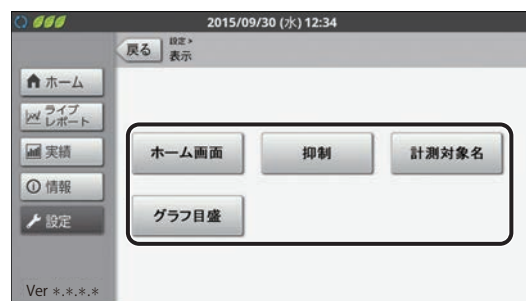 2015/09/30 (水) 12:34
戻る
設定 >
表示
ホーム
ライブ
レポート
実績
情報
設定
ホーム画面
抑制
計測対象名
グラフ目盛
Ver *.*.*.*